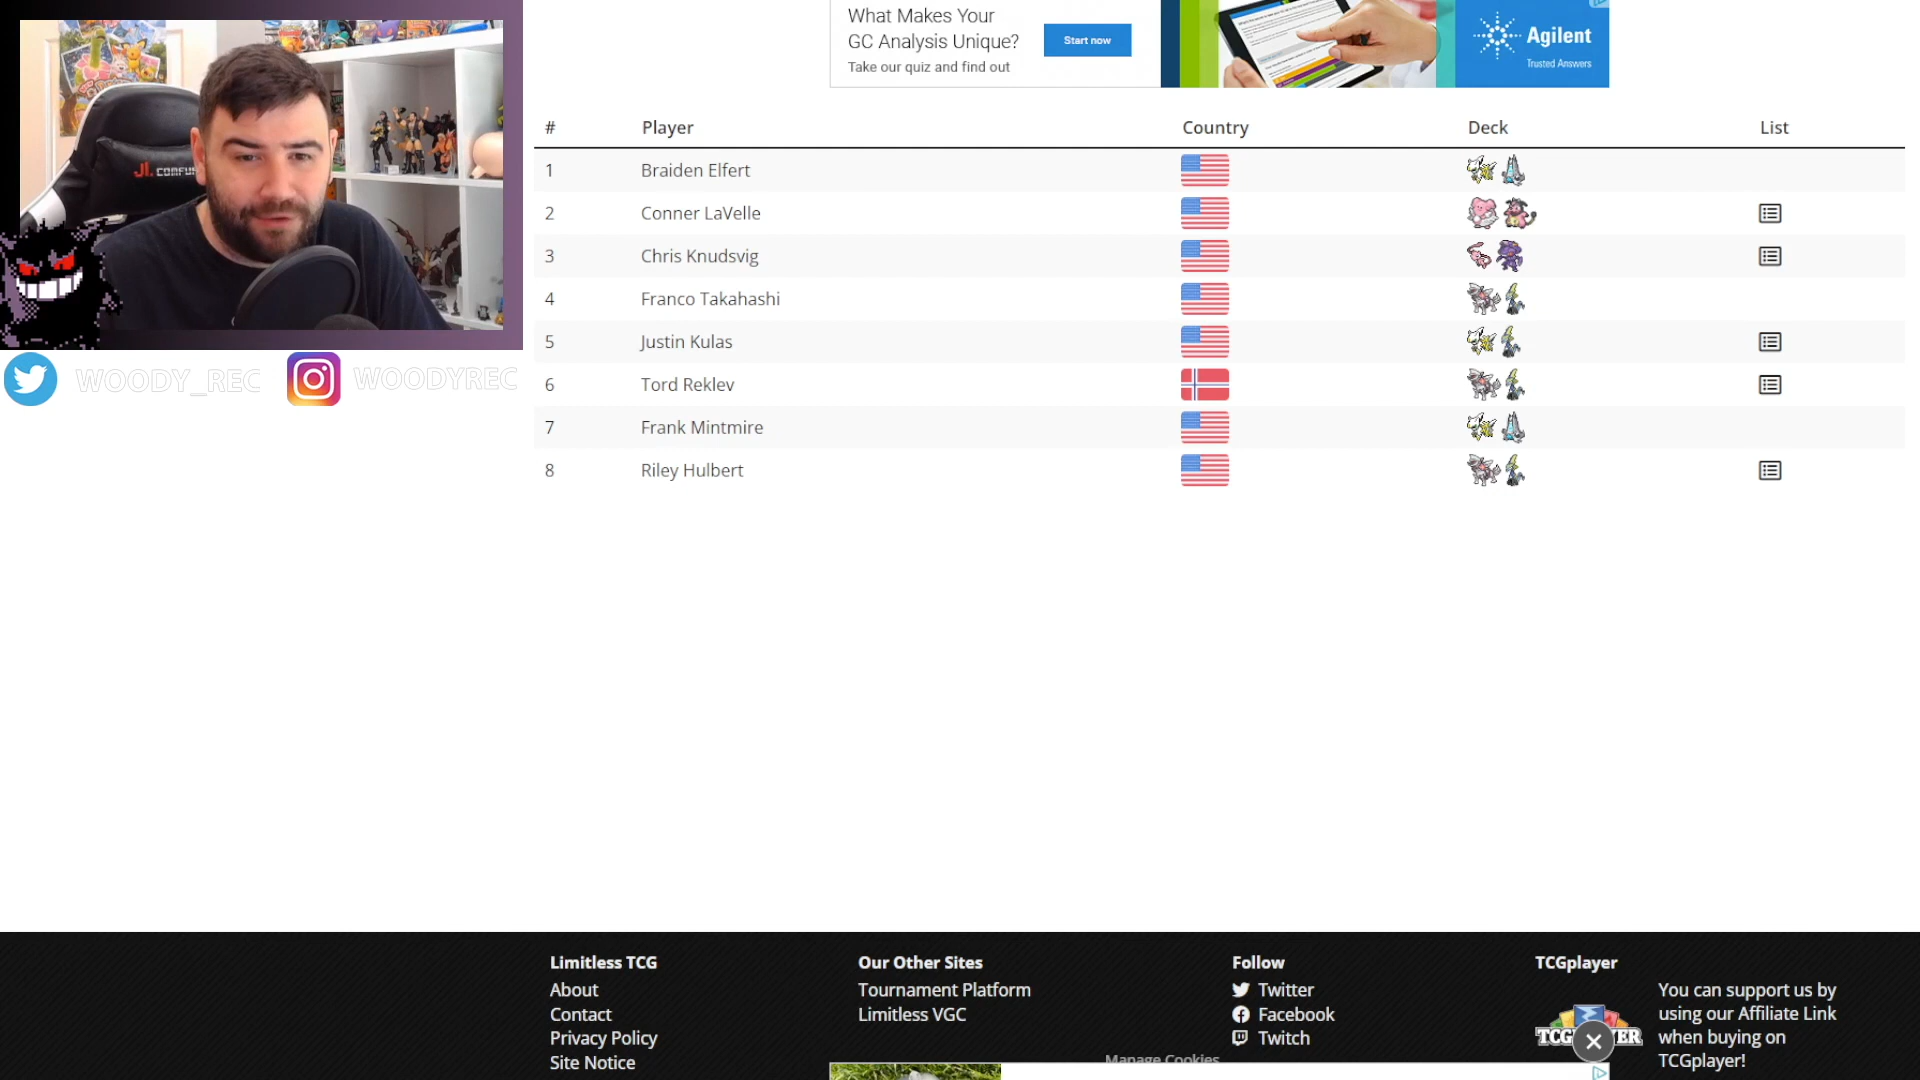 What Makes Your
GC Analysis Unique?
Take our quiz and find out
Start now
Agilent
Trusted Answers
WOODY_REC
WOODYREC
# Player Country Deck List
1 Braiden Elfert
2 Conner LaVelle
3 Chris Knudsvig
4 Franco Takahashi
5 Justin Kulas
6 Tord Reklev
7 Frank Mintmire
8 Riley Hulbert
Limitless TCG
About
Contact
Privacy Policy
Site Notice
Our Other Sites
Tournament Platform
Limitless VGC
Follow
Twitter
Facebook
Twitch
Manage Cookies
TCGplayer
You can support us by
using our Affiliate Link
when buying on
TCGplayer!